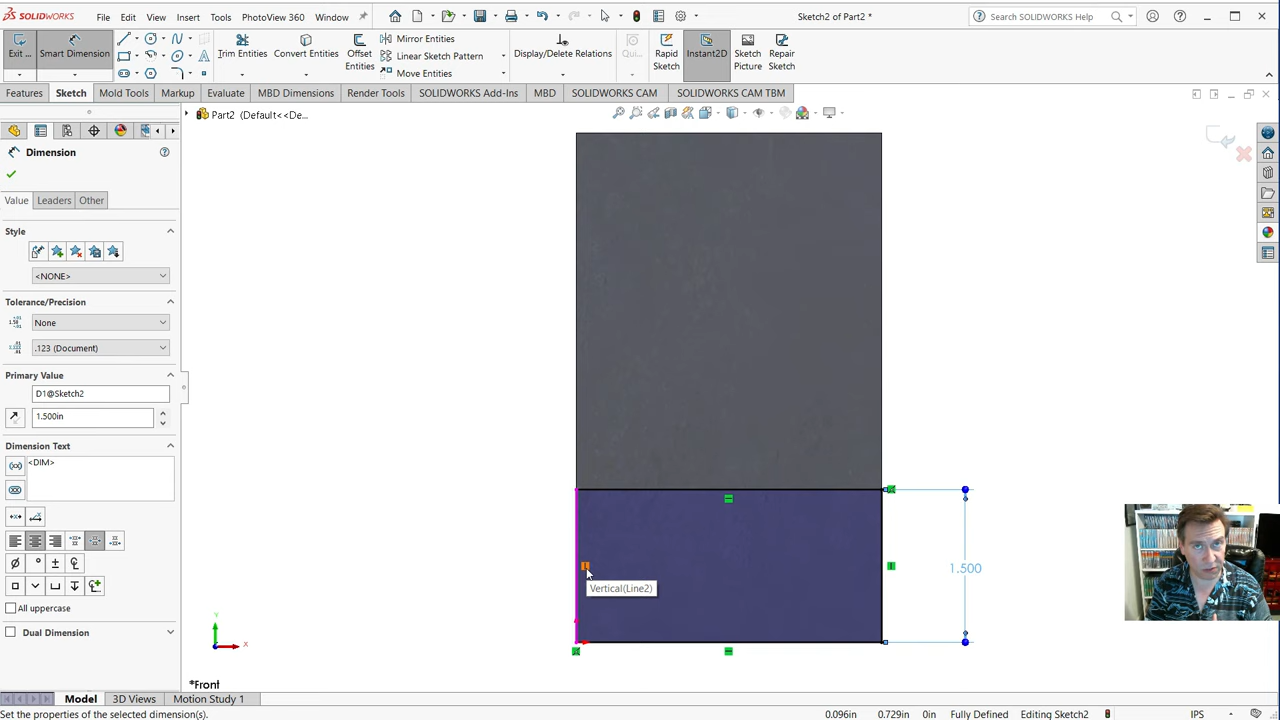 SOLIDWORKS File Edit View Insert Tools PhotoView 360 Window Sketch2 of Part2 * Search SOLIDWORKS Help
Exit ... Smart Dimension Trim Entities Convert Entities Offset Entities Mirror Entities Linear Sketch Pattern Move Entities Display/Delete Relations Qui... Rapid Sketch Instant2D Sketch Picture Repair Sketch
Features Sketch Mold Tools Markup Evaluate MBD Dimensions Render Tools SOLIDWORKS Add-Ins MBD SOLIDWORKS CAM SOLIDWORKS CAM TBM
Part2 (Default<<De...
Dimension
Value Leaders Other
Style
<NONE>
Tolerance/Precision
None
.123 (Document)
Primary Value
D1@Sketch2
1.500in
Dimension Text
<DIM>
1.500
Vertical(Line2)
All uppercase
Dual Dimension
Y
X
*Front
Model 3D Views Motion Study 1
Set the properties of the selected dimension(s). 0.096in 0.729in 0in Fully Defined Editing Sketch2 IPS